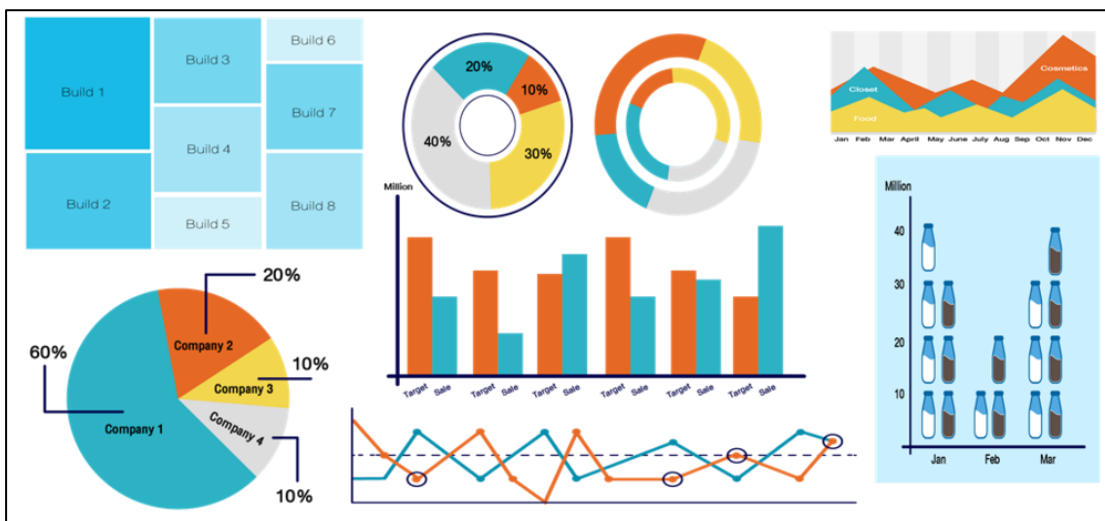 Build 1
Build 2
Build 3
Build 4
Build 5
Build 6
Build 7
Build 8
20%
10%
30%
40%
Cosmetics
Closet
Food
Jan Feb Mar April May June July Aug Sep Oct Nov Dec
60%
20%
10%
10%
Company 1
Company 2
Company 3
Company 4
Million
Target Sale Target Sale Target Sale Target Sale Target Sale Target Sale
Million
40
30
20
10
Jan Feb Mar